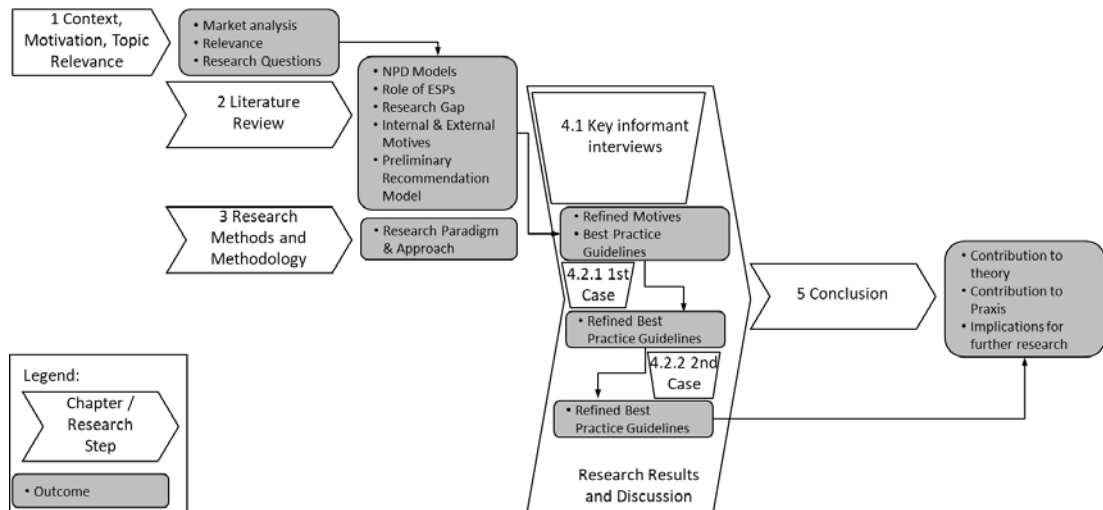 1 Context,
Motivation, Topic
Relevance
• Market analysis
• Relevance
• Research Questions
2 Literature
Review
• NPD Models
• Role of ESPs
• Research Gap
• Internal & External
Motives
• Preliminary
Recommendation
Model
3 Research
Methods and
Methodology
• Research Paradigm
& Approach
4.1 Key informant
interviews
• Refined Motives
• Best Practice
Guidelines
4.2.1 1st
Case
• Refined Best
Practice Guidelines
4.2.2 2nd
Case
• Refined Best
Practice Guidelines
Research Results
and Discussion
5 Conclusion
• Contribution to
theory
• Contribution to
Praxis
• Implications for
further research
Legend:
Chapter /
Research
Step
• Outcome